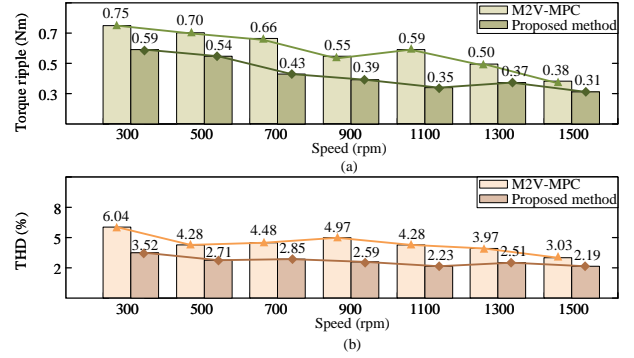 0.75
0.70
0.66
0.55
0.59
0.50
0.38
0.59
0.54
0.43
0.39
0.35
0.37
0.31
M2V-MPC
Proposed method
Torque ripple (Nm)
0.7
0.5
0.3
300 500 700 900 1100 1300 1500
Speed (rpm)
(a)
M2V-MPC
Proposed method
THD (%)
8
5
2
6.04
4.28
4.48
4.97
4.28
3.97
3.03
3.52
2.71
2.85
2.59
2.23
2.51
2.19
300 500 700 900 1100 1300 1500
Speed (rpm)
(b)